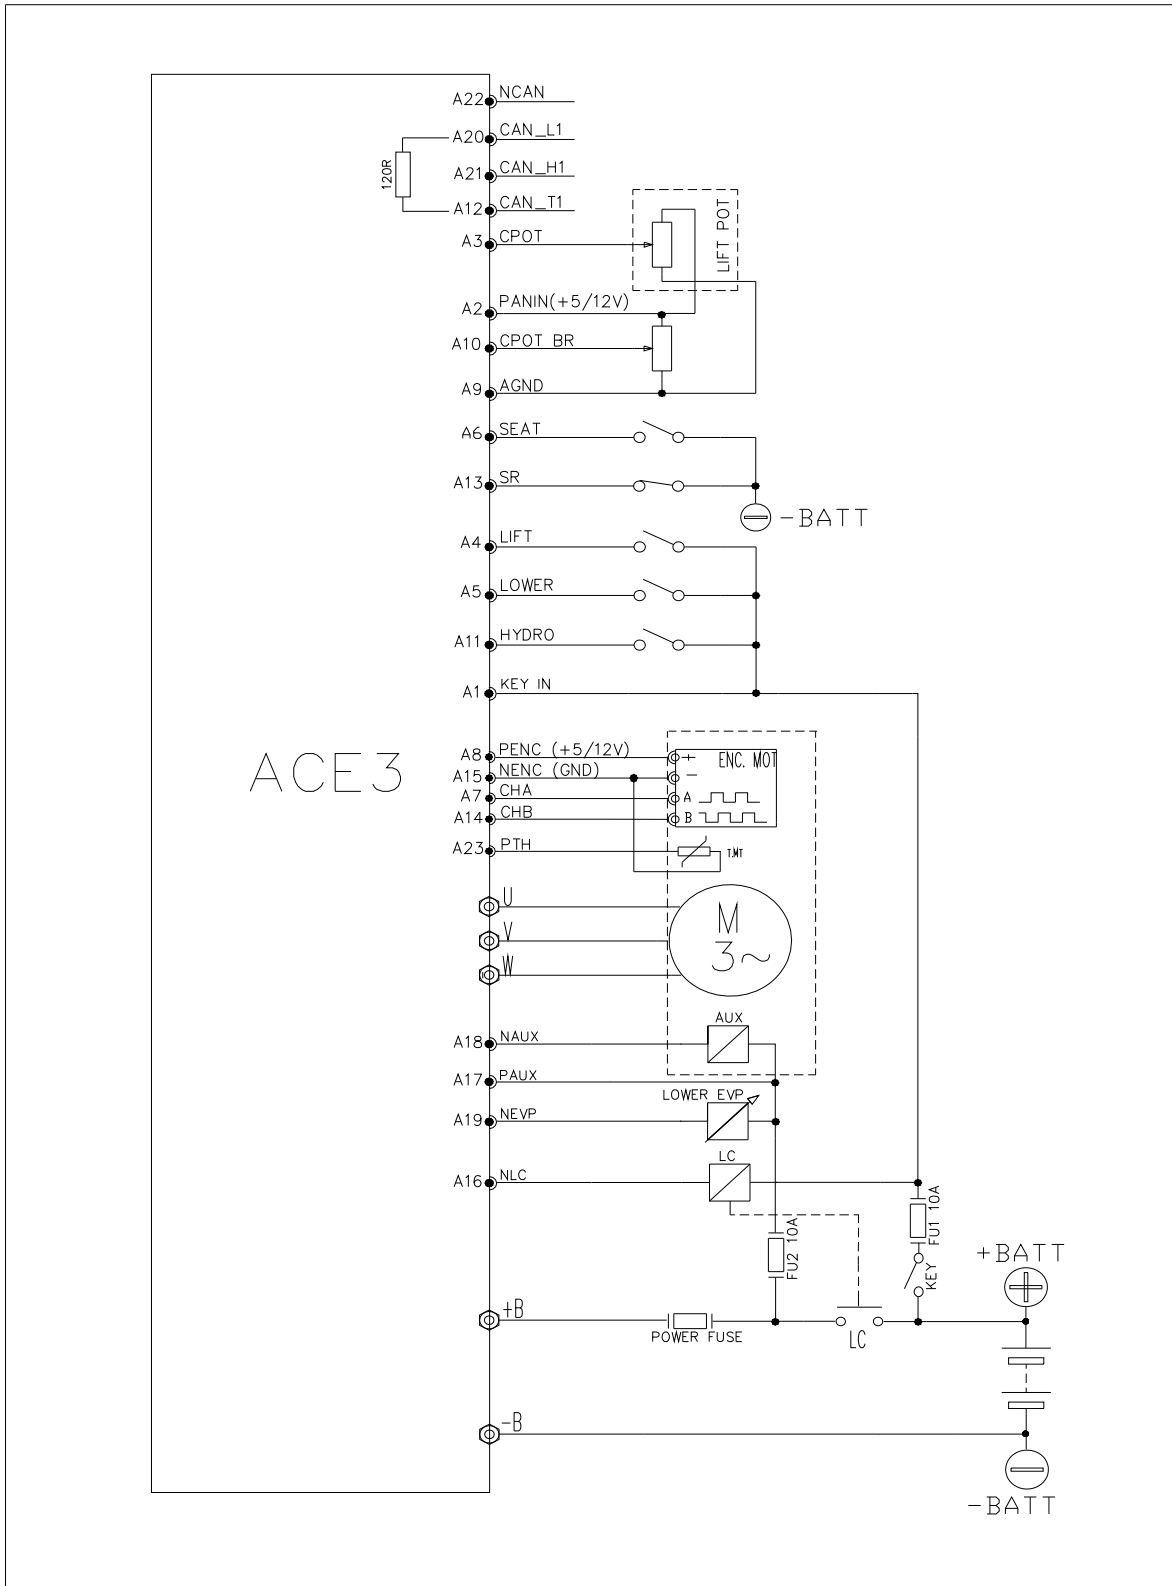 A22 NCAN
A20 CAN_L1
120R
A21 CAN_H1
A12 CAN_T1
A3 CPOT
LIFT POT
A2 PANIN(+5/12V)
A10 CPOT BR
A9 AGND
A6 SEAT
A13 SR
-BATT
A4 LIFT
A5 LOWER
A11 HYDRO
A1 KEY IN
ACE3
A8 PENC (+5/12V) + ENC. MOT
A15 NENC (GND) -
A7 CHA A
A14 CHB B
A23 PTH T.MT
U
V
W
M
3~
AUX
A18 NAUX
A17 PAUX
LOWER EVP
A19 NEVP
LC
A16 NLC
FU1 10A
FU2 10A
KEY
+BATT
+B
POWER FUSE
LC
-B
-BATT